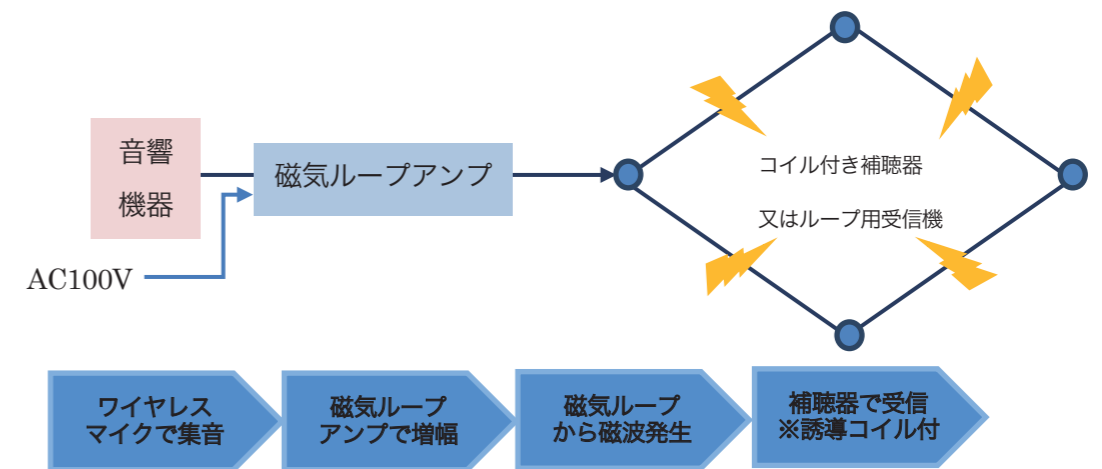 音響
機器
磁気ループアンプ
AC100V
コイル付き補聴器
又はループ用受信機
ワイヤレス
マイクで集音
磁気ループ
アンプで増幅
磁気ループ
から磁波発生
補聴器で受信
※誘導コイル付